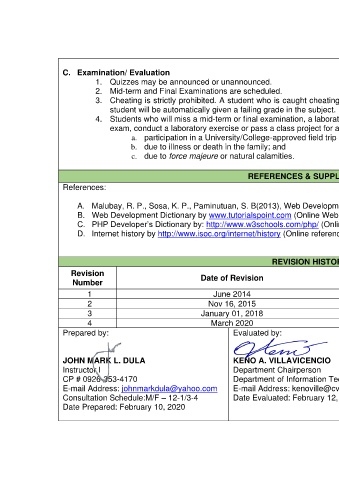 C. Examination/ Evaluation
1. Quizzes may be announced or unannounced.
2. Mid-term and Final Examinations are scheduled.
3. Cheating is strictly prohibited. A student who is caught cheating
student will be automatically given a failing grade in the subject.
4. Students who will miss a mid-term or final examination, a laborat
exam, conduct a laboratory exercise or pass a class project for a
a. participation in a University/College-approved field trip
b. due to illness or death in the family; and
c. due to force majeure or natural calamities.
REFERENCES & SUPPL
References:
A. Malubay, R. P., Sosa, K. P., Paminutuan, S. B(2013), Web Developm
B. Web Development Dictionary by www.tutorialspoint.com (Online Web
C. PHP Developer's Dictionary by: http://www.w3schools.com/php/ (Onli
D. Internet history by http://www.isoc.org/internet/history (Online referenc
REVISION HISTOR
Revision Number
Date of Revision
1 June 2014
2 Nov 16, 2015
3 January 01, 2018
4 March 2020
Prepared by: Evaluated by:
JOHN MARK L. DULA KENO A. VILLAVICENCIO
Instructor I Department Chairperson
CP # 0926-353-4170 Department of Information Tec
E-mail Address: johnmarkdula@yahoo.com E-mail Address: kenoville@cv
Consultation Schedule:M/F – 12-1/3-4 Date Evaluated: February 12,
Date Prepared: February 10, 2020